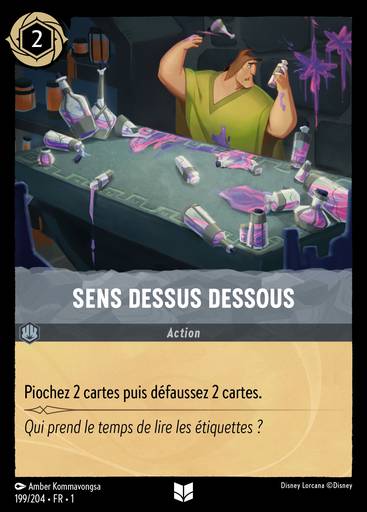 2
SENS DESSUS DESSOUS
Action
Piochez 2 cartes puis défaussez 2 cartes.
Qui prend le temps de lire les étiquettes ?
Amber Kommavongsa
Disney Lorcana ©Disney
199/204 • FR • 1